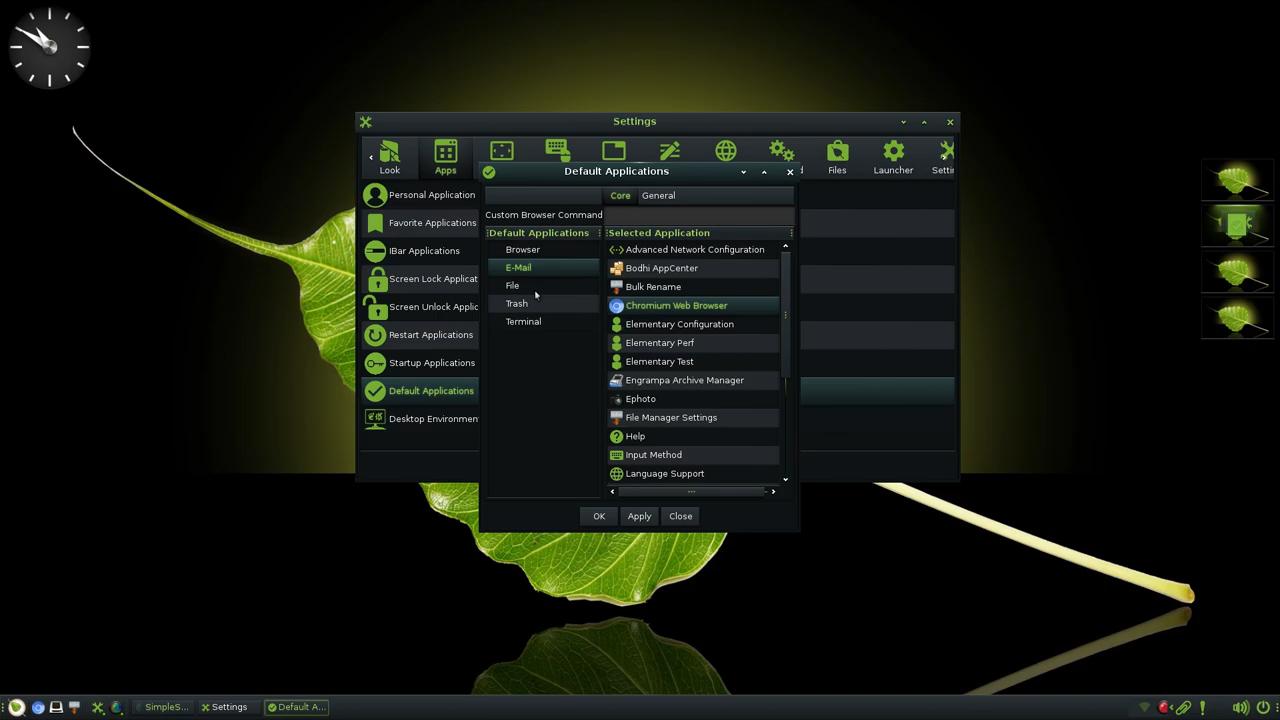 Settings
Look
Apps
Files
Launcher
Default Applications
Core General
Custom Browser Command
Default Applications
Selected Application
Personal Application
Favorite Applications
IBar Applications
Screen Lock Applicat
Screen Unlock Applic
Restart Applications
Startup Applications
Default Applications
Desktop Environmen
Browser
E-Mail
File
Trash
Terminal
Advanced Network Configuration
Bodhi AppCenter
Bulk Rename
Chromium Web Browser
Elementary Configuration
Elementary Perf
Elementary Test
Engrampa Archive Manager
Ephoto
File Manager Settings
Help
Input Method
Language Support
OK Apply Close
SimpleS...
Settings
Default A...